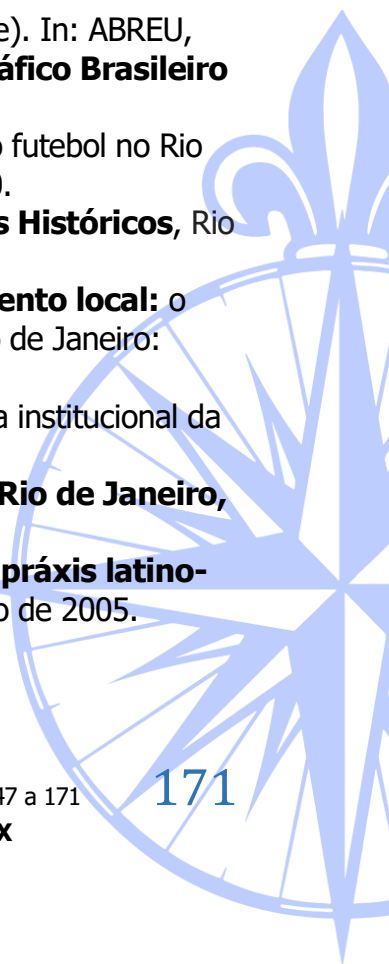 e). In: ABREU,
áfico Brasileiro
o futebol no Rio
).
s Históricos, Rio
ento local: o
o de Janeiro:
a institucional da
Rio de Janeiro,
práxis latino-
o de 2005.
47 a 171 171
x